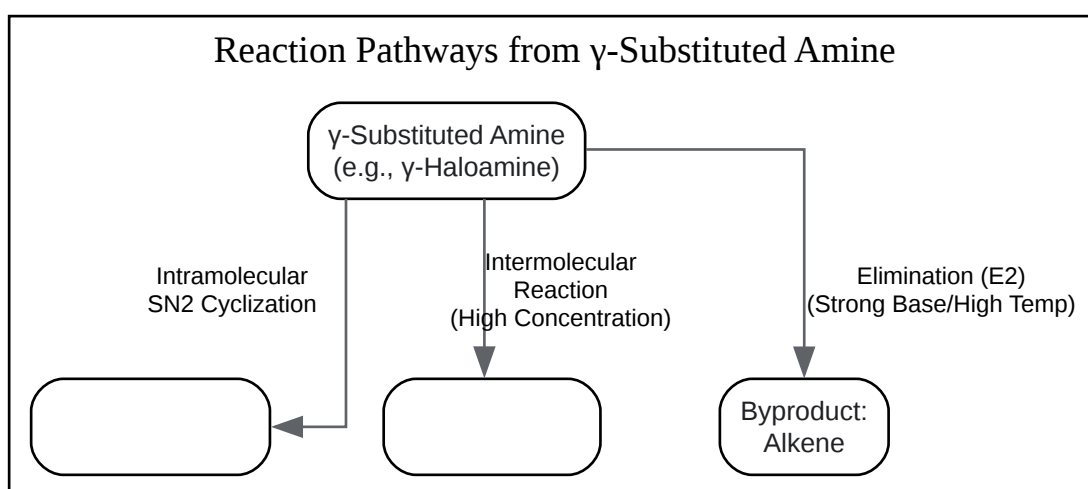 Reaction Pathways from γ-Substituted Amine
γ-Substituted Amine
(e.g., γ-Haloamine)
Intramolecular
SN2 Cyclization
Intermolecular
Reaction
(High Concentration)
Elimination (E2)
(Strong Base/High Temp)
Byproduct:
Alkene